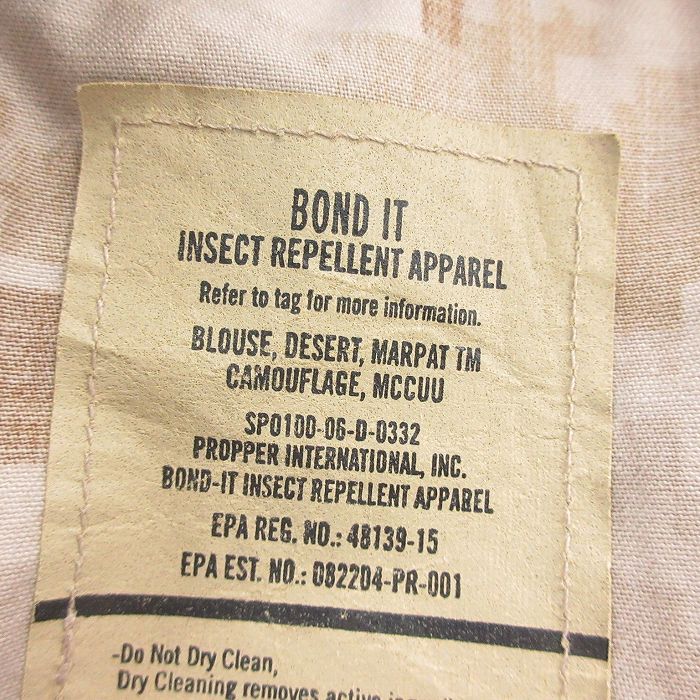 BOND IT
INSECT REPELLENT APPAREL
Refer to tag for more information.
BLOUSE, DESERT, MARPAT TM
CAMOUFLAGE, MCCUU
SPO100-06-D-0332
PROPPER INTERNATIONAL, INC.
BOND-IT INSECT REPELLENT APPAREL
EPA REG. NO.: 48139-15
EPA EST. NO.: 082204-PR-001
-Do Not Dry Clean,
Dry Cleaning removes active